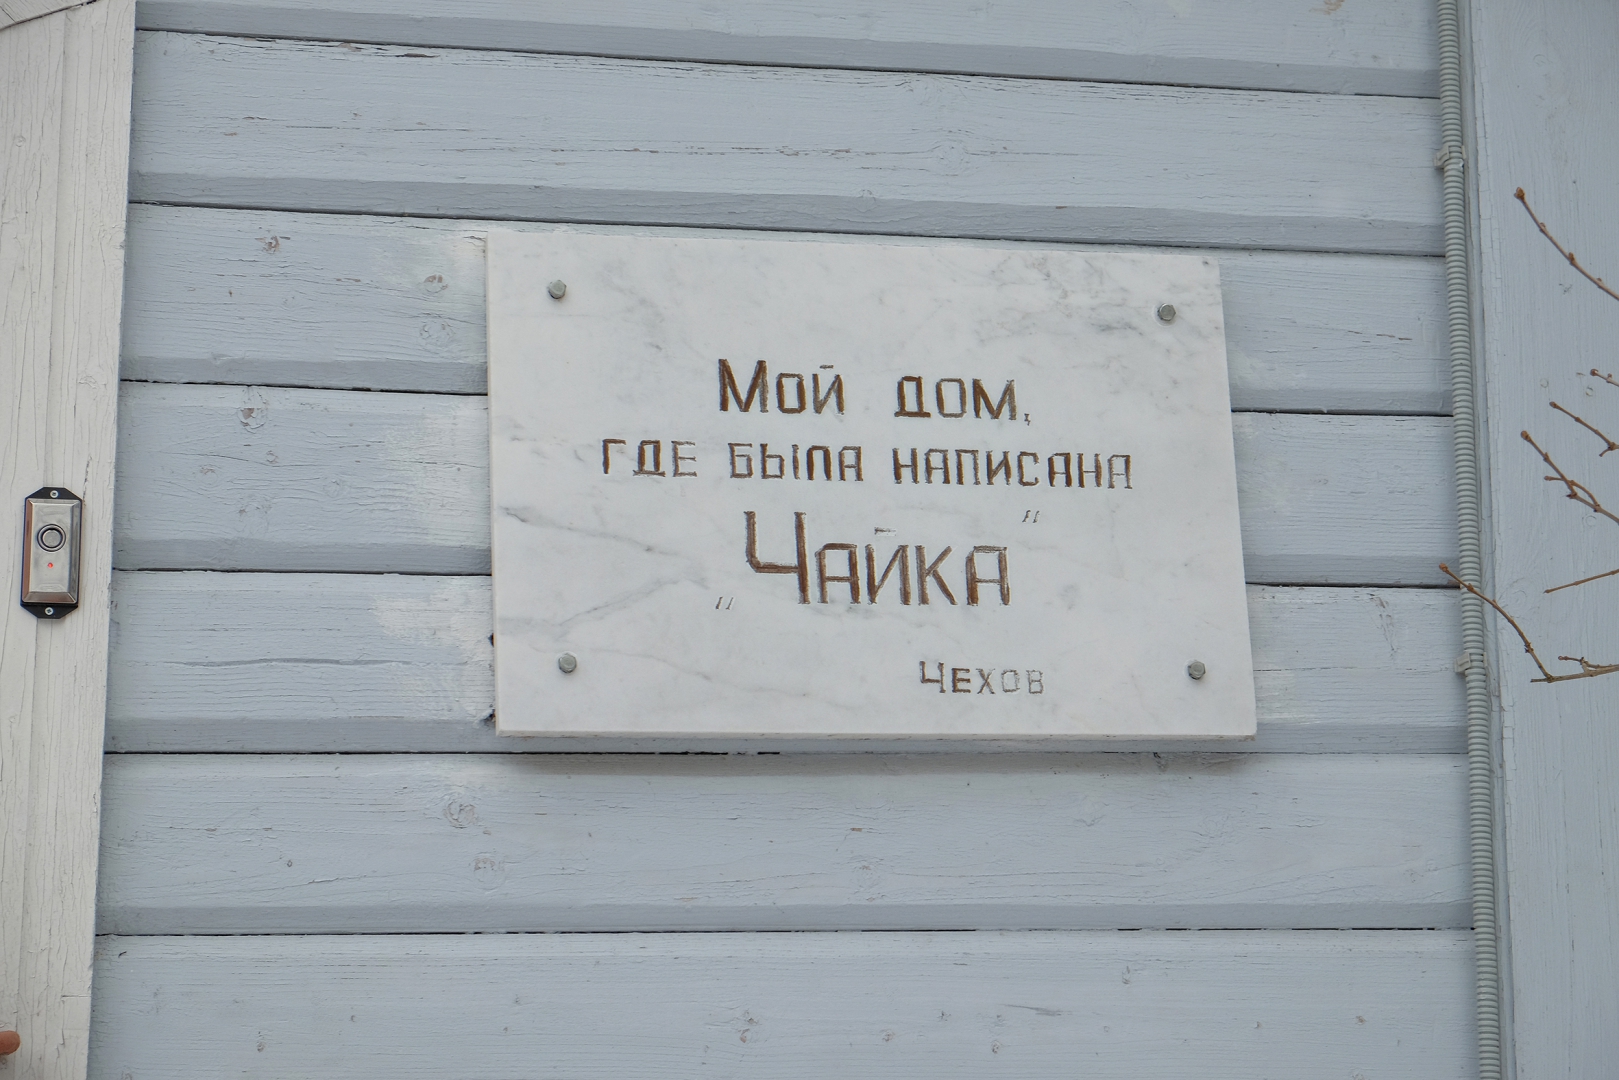 Мой дом,
где была написана
„Чайка"
Чехов